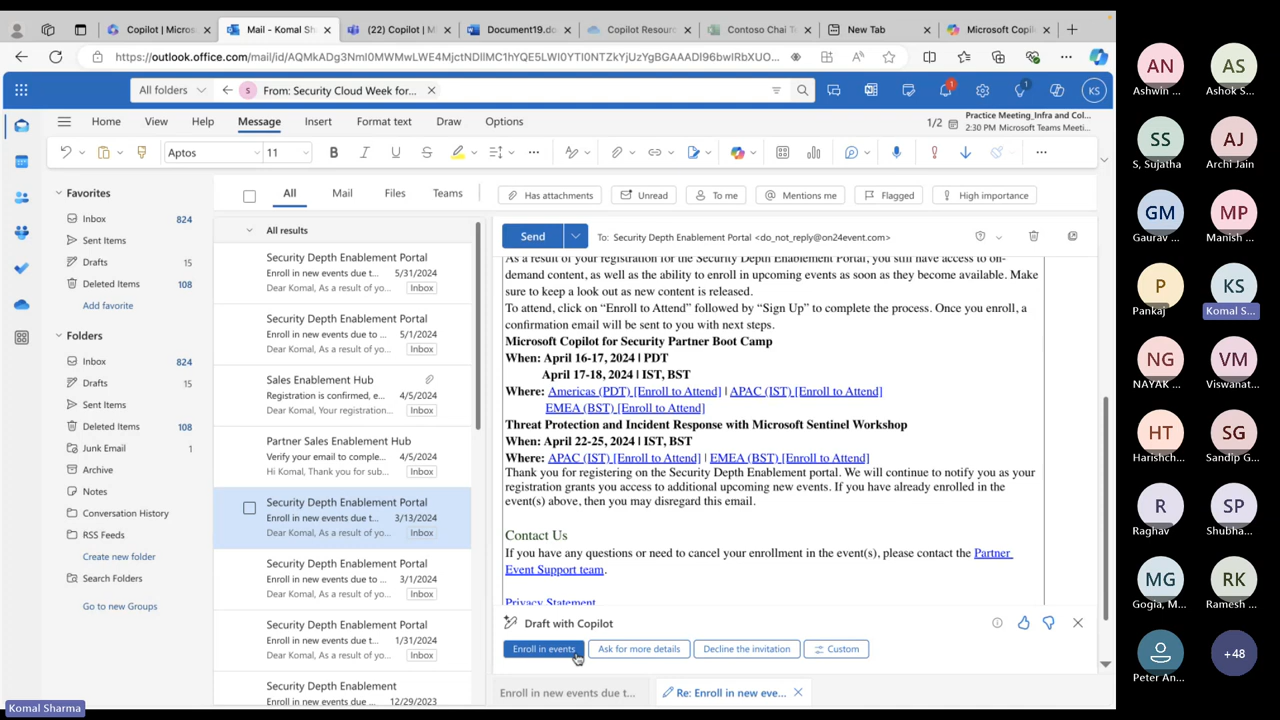 Copilot | Micros
Mail - Komal Sha
(22) Copilot | M
Document19.do
Copilot Resourc
Contoso Chai T
New Tab
Microsoft Copil
https://outlook.office.com/mail/id/
All folders
From: Security Cloud Week for...
1
1
KS
Home
View
Help
Message
Insert
Format text
Draw
Options
1/2
Practice Meeting_Infra and Col...
2:30 PM Microsoft Teams Meeti...
Aptos
11
Favorites
Inbox 824
Sent Items
Drafts 15
Deleted Items 108
Add favorite
Folders
Inbox 824
Drafts 15
Sent Items
Deleted Items 108
Junk Email 1
Archive
Notes
Conversation History
RSS Feeds
Create new folder
Search Folders
Go to new Groups
All
Mail
Files
Teams
Has attachments
Unread
To me
Mentions me
Flagged
High importance
All results
Security Depth Enablement Portal
Enroll in new events due t... 5/31/2024
Dear Komal, As a result of yo... Inbox
Security Depth Enablement Portal
Enroll in new events due to ... 5/1/2024
Dear Komal, As a result of yo... Inbox
Sales Enablement Hub
Registration is confirmed, e... 4/5/2024
Dear Komal, Your registration... Inbox
Partner Sales Enablement Hub
Verify your email to comple... 4/5/2024
Hi Komal, Thank you for sub... Inbox
Security Depth Enablement Portal
Enroll in new events due t... 3/13/2024
Dear Komal, As a result of yo... Inbox
Security Depth Enablement Portal
Enroll in new events due to ... 3/1/2024
Dear Komal, As a result of yo... Inbox
Security Depth Enablement Portal
Enroll in new events due t... 1/31/2024
Dear Komal, As a result of yo... Inbox
Security Depth Enablement
Enroll in new events due t... 12/29/2023
Send
To: Security Depth Enablement Portal <do_not_reply@on24event.com>
As a result of your registration for the Security Depth Enablement Portal, you still have access to on-
demand content, as well as the ability to enroll in upcoming events as soon as they become available. Make
sure to keep a look out as new content is released.
To attend, click on “Enroll to Attend” followed by “Sign Up” to complete the process. Once you enroll, a
confirmation email will be sent to you with next steps.
Microsoft Copilot for Security Partner Boot Camp
When: April 16-17, 2024 | PDT
April 17-18, 2024 | IST, BST
Where: Americas (PDT) [Enroll to Attend] | APAC (IST) [Enroll to Attend]
EMEA (BST) [Enroll to Attend]
Threat Protection and Incident Response with Microsoft Sentinel Workshop
When: April 22-25, 2024 | IST, BST
Where: APAC (IST) [Enroll to Attend] | EMEA (BST) [Enroll to Attend]
Thank you for registering on the Security Depth Enablement portal. We will continue to notify you as your
registration grants you access to additional upcoming new events. If you have already enrolled in the
event(s) above, then you may disregard this email.
Contact Us
If you have any questions or need to cancel your enrollment in the event(s), please contact the Partner
Event Support team.
Privacy Statement
Draft with Copilot
Enroll in events
Ask for more details
Decline the invitation
Custom
Enroll in new events due t...
Re: Enroll in new eve...
Komal Sharma
AN
Ashwin ...
AS
Ashok S...
SS
S, Sujatha
AJ
Archi Jain
GM
Gaurav ...
MP
Manish ...
P
Pankaj
KS
Komal S...
NG
NAYAK ...
VM
Viswanat...
HT
Harishch...
SG
Sandip G...
R
Raghav
SP
Shubha...
MG
Gogia, M...
RK
Ramesh ...
Peter An...
+48